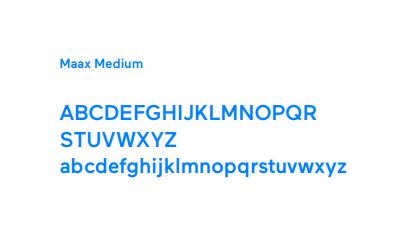 Maax Medium
ABCDEFGHIJKLMNOPQR
STUVWXYZ
abcdefghijklmnopqrstuvwxyz